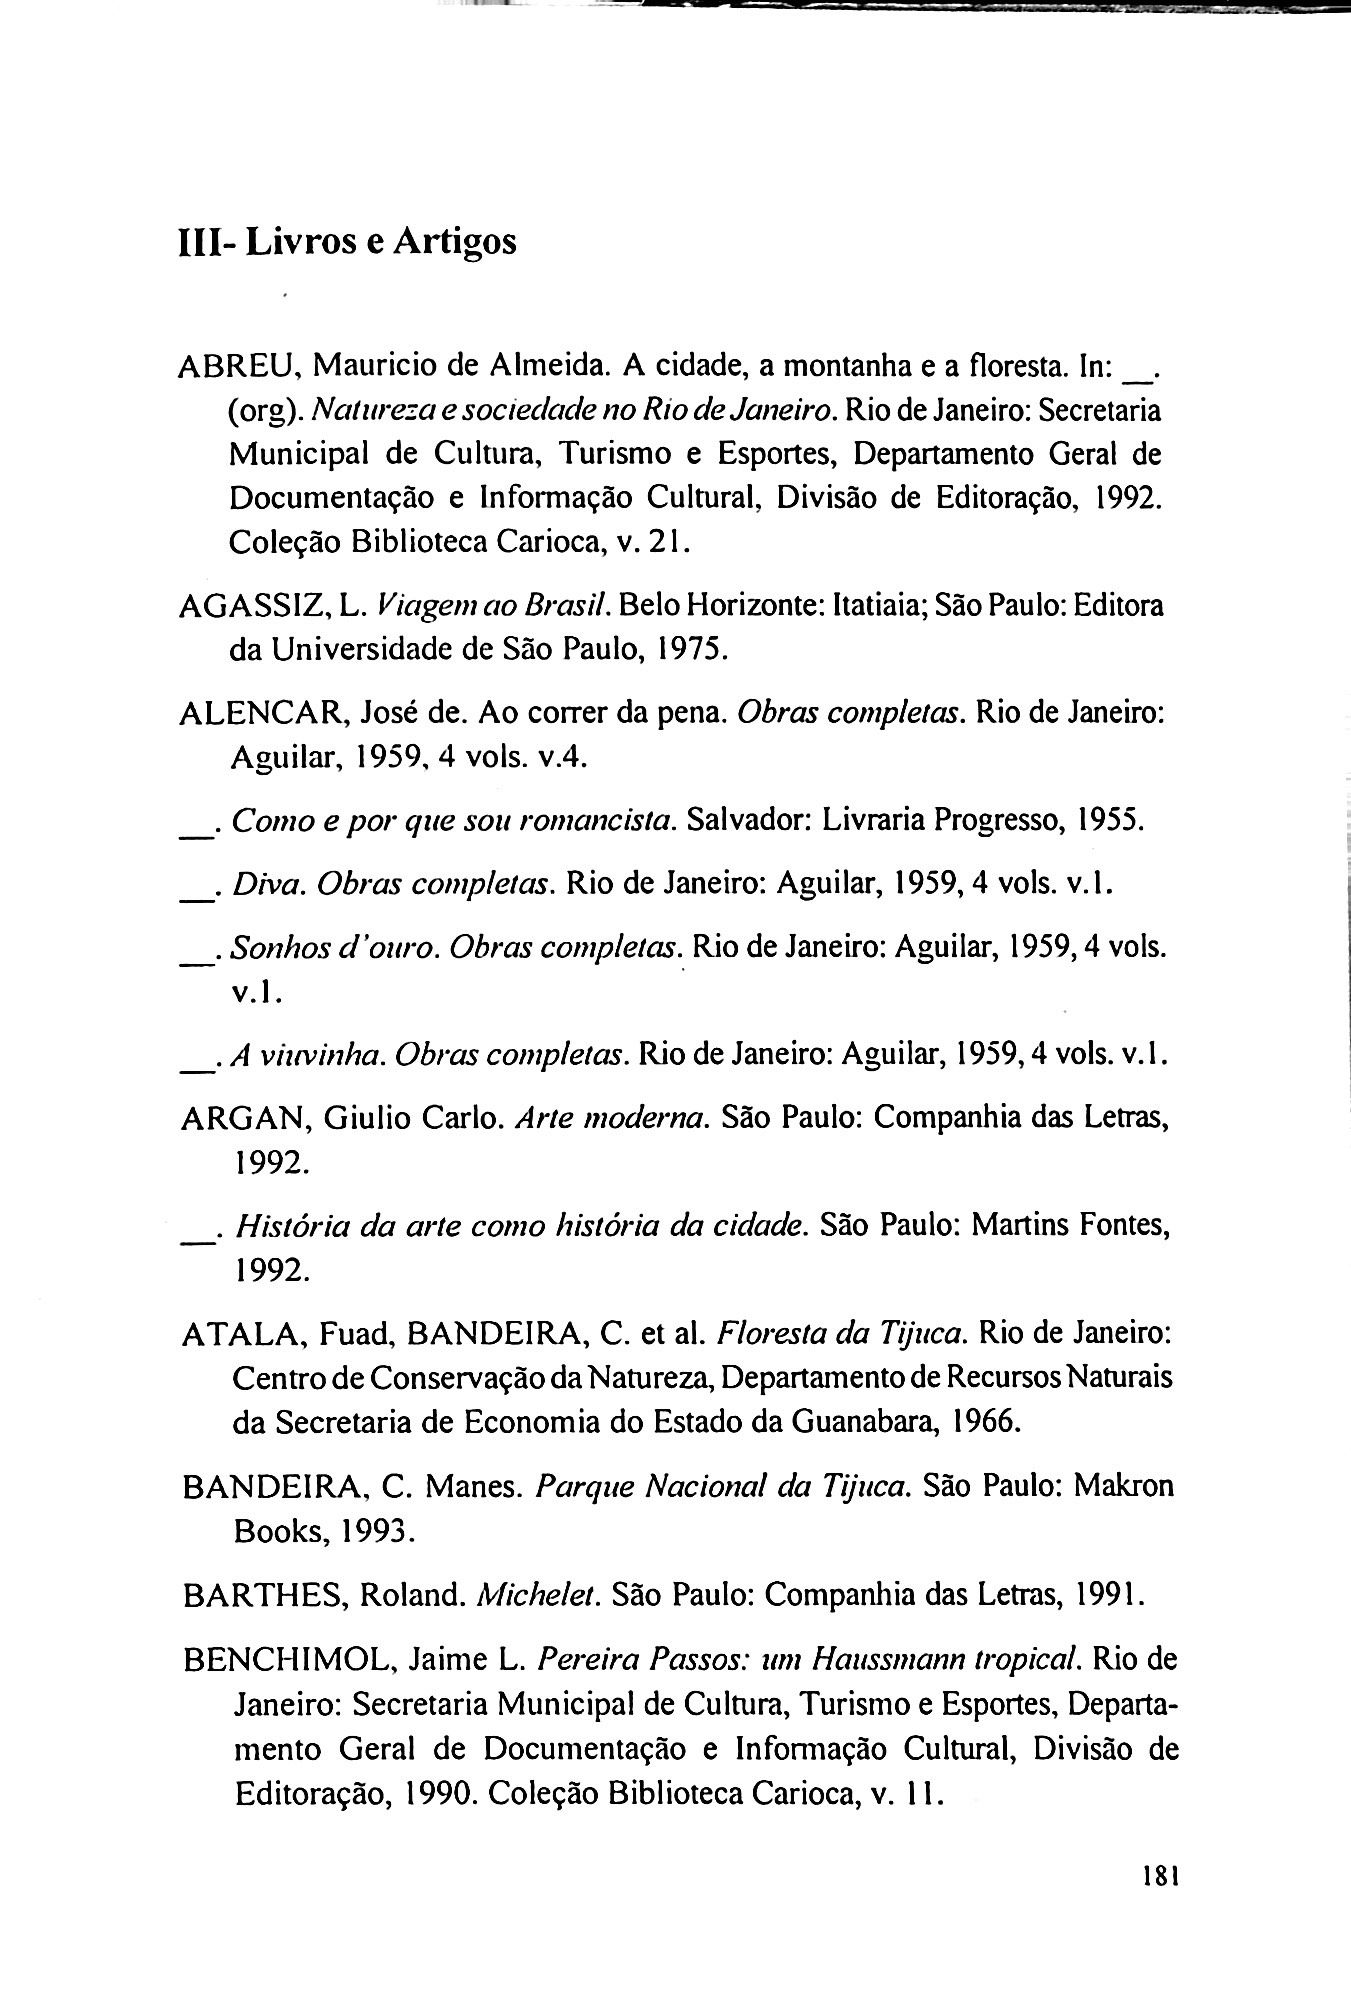 III- Livros e Artigos
ABREU, Mauricio de Almeida. A cidade, a montanha e a floresta. In: __.
(org). Natureza e sociedade no Rio de Janeiro. Rio de Janeiro: Secretaria
Municipal de Cultura, Turismo e Esportes, Departamento Geral de
Documentação e Informação Cultural, Divisão de Editoração, 1992.
Coleção Biblioteca Carioca, v. 21.
AGASSIZ, L. Viagem ao Brasil. Belo Horizonte: Itatiaia; São Paulo: Editora
da Universidade de São Paulo, 1975.
ALENCAR, José de. Ao correr da pena. Obras completas. Rio de Janeiro:
Aguilar, 1959, 4 vols. v.4.
__. Como e por que sou romancista. Salvador: Livraria Progresso, 1955.
__. Diva. Obras completas. Rio de Janeiro: Aguilar, 1959, 4 vols. v.1.
__. Sonhos d'ouro. Obras completas. Rio de Janeiro: Aguilar, 1959, 4 vols.
v.1.
__. A viuvinha. Obras completas. Rio de Janeiro: Aguilar, 1959, 4 vols. v.1.
ARGAN, Giulio Carlo. Arte moderna. São Paulo: Companhia das Letras,
1992.
__. História da arte como história da cidade. São Paulo: Martins Fontes,
1992.
ATALA, Fuad, BANDEIRA, C. et al. Floresta da Tijuca. Rio de Janeiro:
Centro de Conservação da Natureza, Departamento de Recursos Naturais
da Secretaria de Economia do Estado da Guanabara, 1966.
BANDEIRA, C. Manes. Parque Nacional da Tijuca. São Paulo: Makron
Books, 1993.
BARTHES, Roland. Michelet. São Paulo: Companhia das Letras, 1991.
BENCHIMOL, Jaime L. Pereira Passos: um Haussmann tropical. Rio de
Janeiro: Secretaria Municipal de Cultura, Turismo e Esportes, Departa-
mento Geral de Documentação e Informação Cultural, Divisão de
Editoração, 1990. Coleção Biblioteca Carioca, v. 11.
181